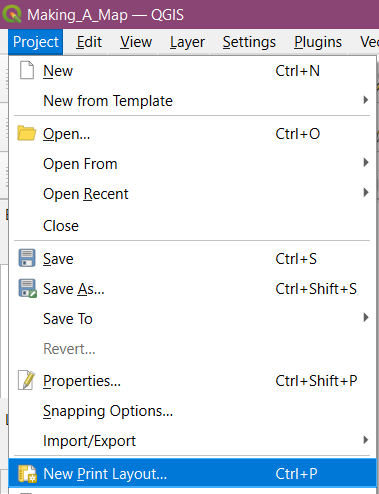 Making_A_Map — QGIS
Project Edit View Layer Settings Plugins
New Ctrl+N
New from Template
Open... Ctrl+O
Open From
Open Recent
Close
Save Ctrl+S
Save As... Ctrl+Shift+S
Save To
Revert...
Properties... Ctrl+Shift+P
Snapping Options...
Import/Export
New Print Layout... Ctrl+P